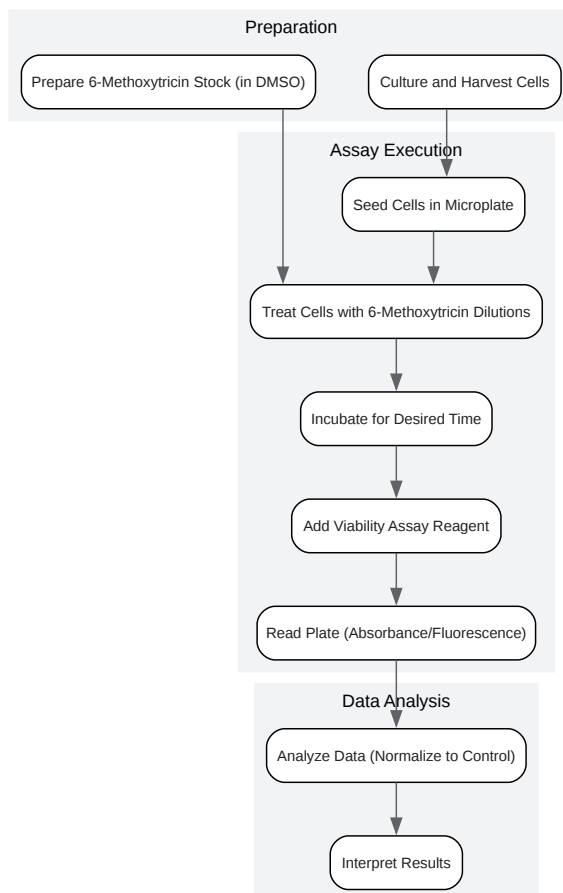 Preparation
Prepare 6-Methoxytricin Stock (in DMSO)
Culture and Harvest Cells
Assay Execution
Seed Cells in Microplate
Treat Cells with 6-Methoxytricin Dilutions
Incubate for Desired Time
Add Viability Assay Reagent
Read Plate (Absorbance/Fluorescence)
Data Analysis
Analyze Data (Normalize to Control)
Interpret Results